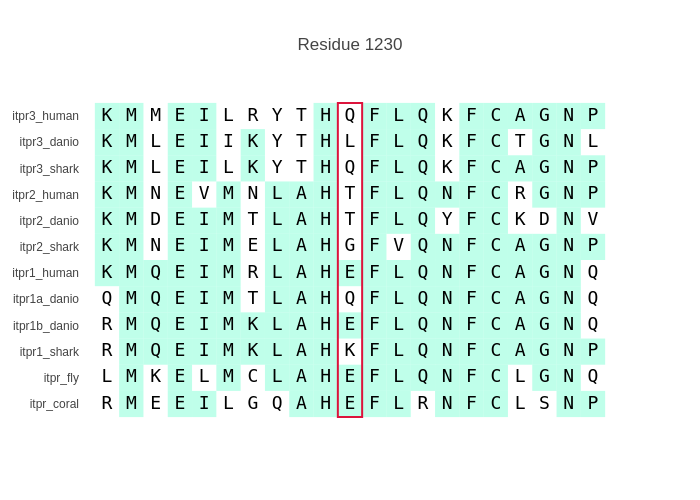 Residue 1230
itpr3_human K M M E I L R Y T H Q F L Q K F C A G N P
itpr3_danio K M L E I I K Y T H L F L Q K F C T G N L
itpr3_shark K M L E I L K Y T H Q F L Q K F C A G N P
itpr2_human K M N E V M N L A H T F L Q N F C R G N P
itpr2_danio K M D E I M T L A H T F L Q Y F C K D N V
itpr2_shark K M N E I M E L A H G F V Q N F C A G N P
itpr1_human K M Q E I M R L A H E F L Q N F C A G N Q
itpr1a_danio Q M Q E I M T L A H Q F L Q N F C A G N Q
itpr1b_danio R M Q E I M K L A H E F L Q N F C A G N Q
itpr1_shark R M Q E I M K L A H K F L Q N F C A G N P
itpr_fly L M K E L M C L A H E F L Q N F C L G N Q
itpr_coral R M E E I L G Q A H E F L R N F C L S N P